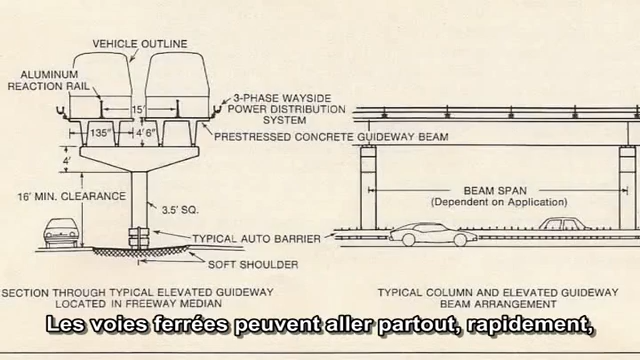 VEHICLE OUTLINE
ALUMINUM
REACTION RAIL
15'
3-PHASE WAYSIDE
POWER DISTRIBUTION
SYSTEM
135"
4' 6"
PRESTRESSED CONCRETE GUIDEWAY BEAM
4'
16' MIN. CLEARANCE
3.5' SQ.
BEAM SPAN
(Dependent on Application)
TYPICAL AUTO BARRIER
SOFT SHOULDER
SECTION THROUGH TYPICAL ELEVATED GUIDEWAY
LOCATED IN FREEWAY MEDIAN
TYPICAL COLUMN AND ELEVATED GUIDEWAY
BEAM ARRANGEMENT
Les voies ferrées peuvent aller partout, rapidement,